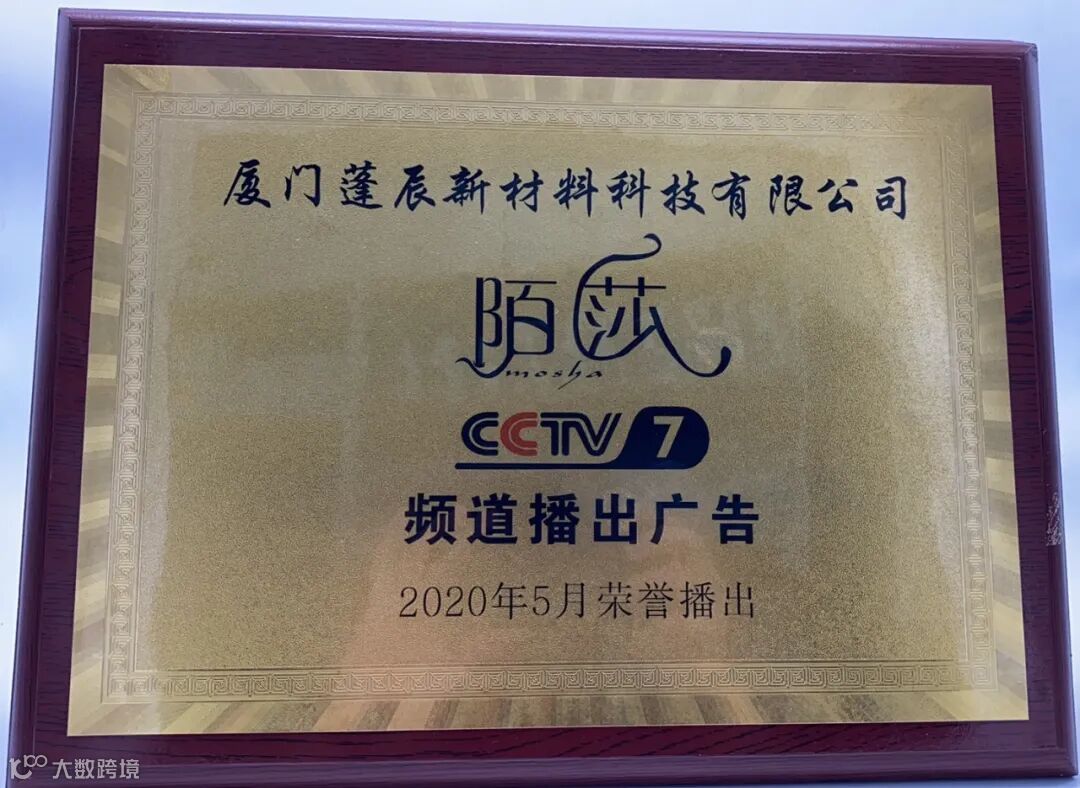 厦门蓬辰新材料科技有限公司
陌莎
mosha
CCTV 7
频道播出广告
2020年5月荣誉播出
大数跨境